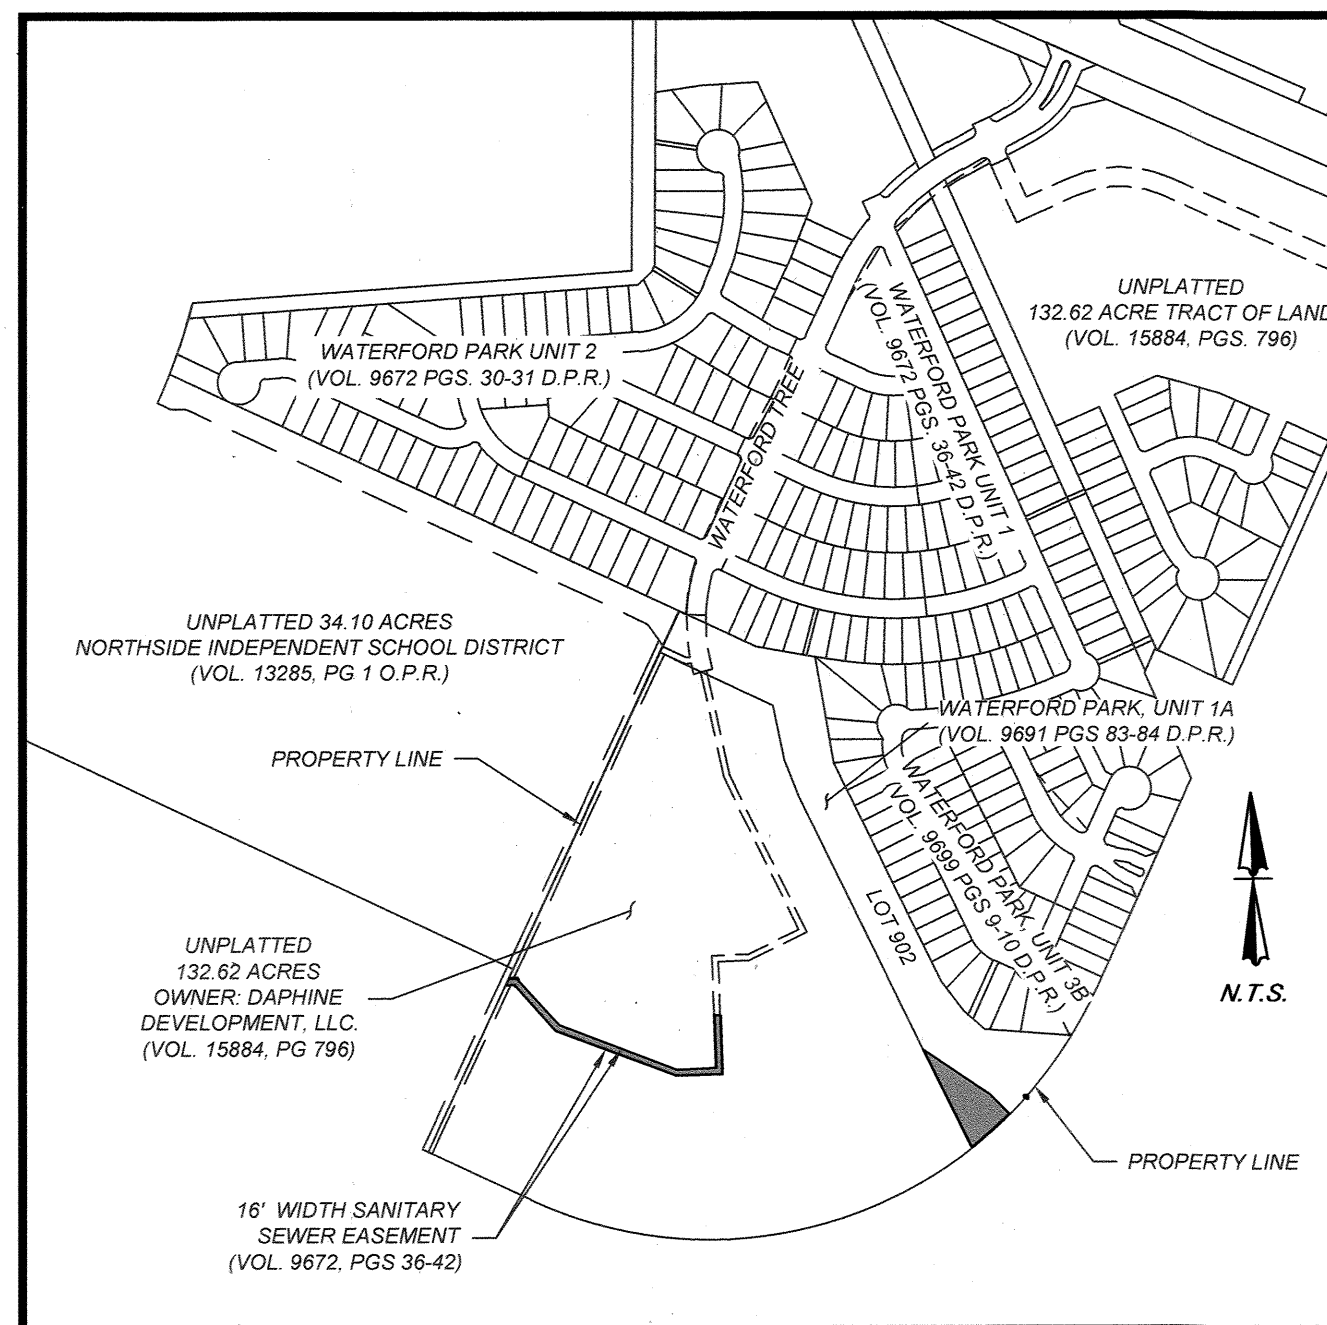 UNPLATTED
132.62 ACRE TRACT OF LAND
(VOL. 15884, PGS. 796)
WATERFORD PARK UNIT 2
(VOL. 9672 PGS. 30-31 D.P.R.)
WATERFORD TREE
WATERFORD PARK UNIT 1
(VOL. 9672 PGS. 36-42 D.P.R.)
UNPLATTED 34.10 ACRES
NORTHSIDE INDEPENDENT SCHOOL DISTRICT
(VOL. 13285, PG 1 O.P.R.)
WATERFORD PARK, UNIT 1A
(VOL. 9691 PGS 83-84 D.P.R.)
PROPERTY LINE
WATERFORD PARK, UNIT 3B
(VOL. 9699 PGS 9-10 D.P.R.)
LOT 902
UNPLATTED
132.62 ACRES
OWNER: DAPHINE
DEVELOPMENT, LLC.
(VOL. 15884, PG 796)
N.T.S.
PROPERTY LINE
16' WIDTH SANITARY
SEWER EASEMENT
(VOL. 9672, PGS 36-42)